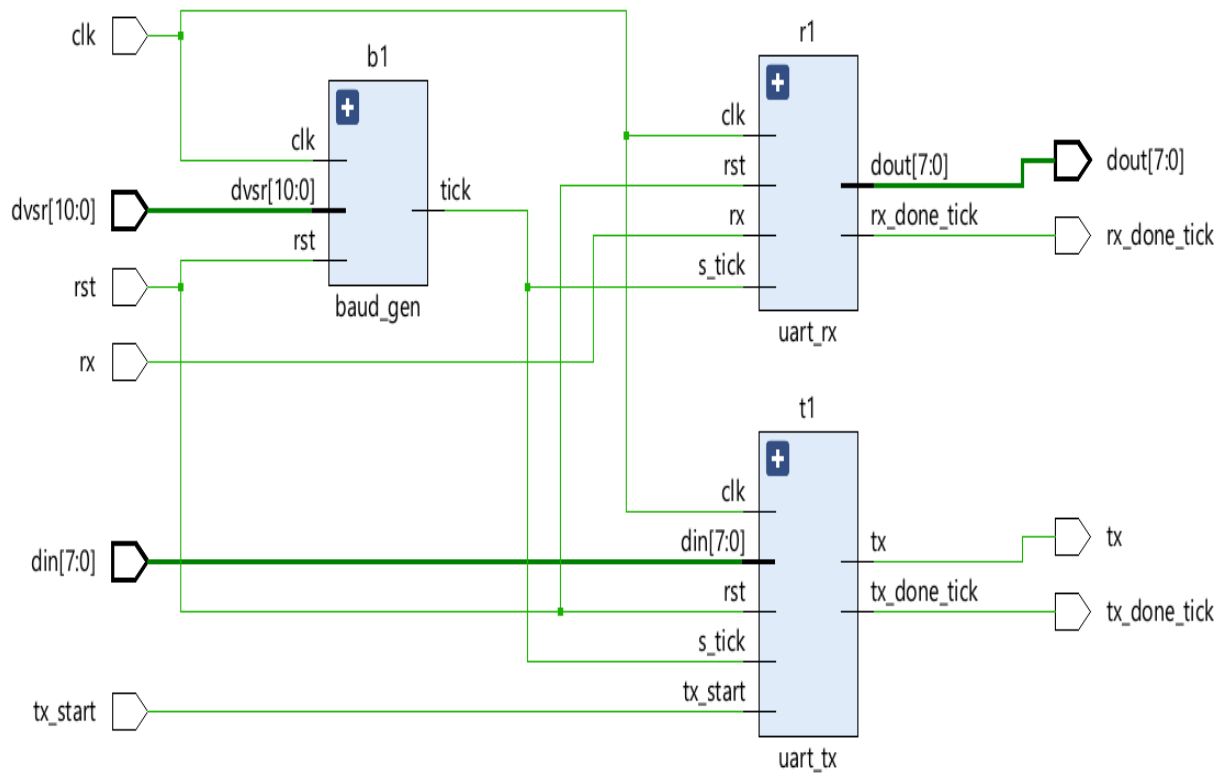 clk
dvsr[10:0]
rst
rx
din[7:0]
tx_start
b1
clk
dvsr[10:0]
rst
tick
baud_gen
r1
clk
rst
rx
s_tick
dout[7:0]
rx_done_tick
uart_rx
t1
clk
din[7:0]
rst
s_tick
tx_start
tx
tx_done_tick
uart_tx
dout[7:0]
rx_done_tick
tx
tx_done_tick